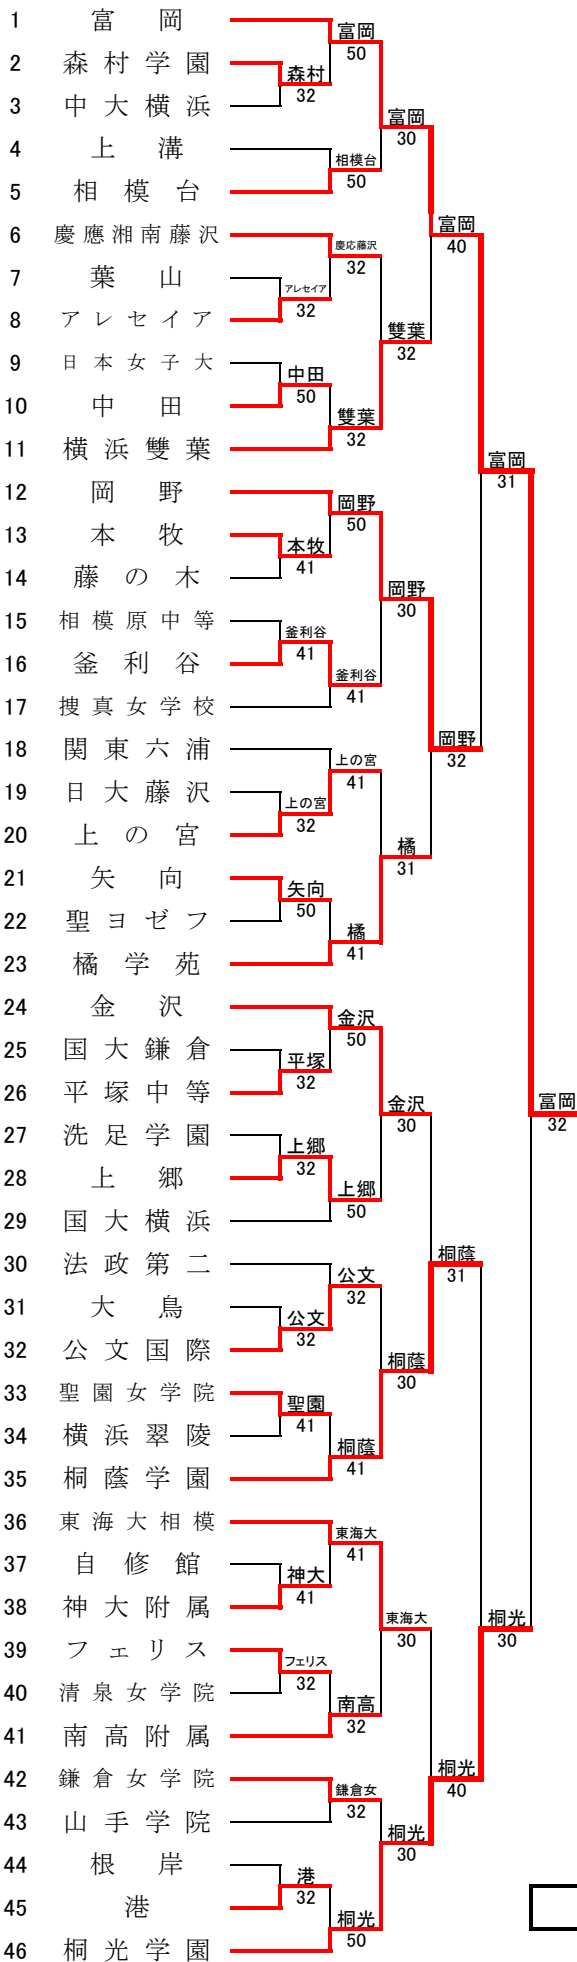 1 富岡
2 森村学園
3 中大横浜
4 上溝
5 相模台
6 慶應湘南藤沢
7 葉山
8 アレセイア
9 日本女子大
10 中田
11 横浜雙葉
12 岡野
13 本牧
14 藤の木
15 相模原中等
16 釜利谷
17 捜真女学校
18 関東六浦
19 日大藤沢
20 上の宮
21 矢向
22 聖ヨゼフ
23 橘学苑
24 金沢
25 国大鎌倉
26 平塚中等
27 洗足学園
28 上郷
29 国大横浜
30 法政第二
31 大鳥
32 公文国際
33 聖園女学院
34 横浜翠陵
35 桐蔭学園
36 東海大相模
37 自修館
38 神大附属
39 フェリス
40 清泉女学院
41 南高附属
42 鎌倉女学院
43 山手学院
44 根岸
45 港
46 桐光学園
森村
32
アレセイア
32
中田
50
本牧
41
釜利谷
41
上の宮
32
矢向
50
平塚
32
上郷
32
公文
32
聖園
41
神大
41
フェリス
32
港
32
富岡
50
相模台
50
慶応藤沢
32
雙葉
32
岡野
50
釜利谷
41
上の宮
41
橘
41
金沢
50
上郷
50
公文
32
桐蔭
41
東海大
41
南高
32
鎌倉女
32
桐光
50
富岡
30
雙葉
32
岡野
30
橘
31
金沢
30
桐蔭
30
東海大
30
桐光
30
富岡
40
岡野
32
桐蔭
31
桐光
40
富岡
31
桐光
30
富岡
32